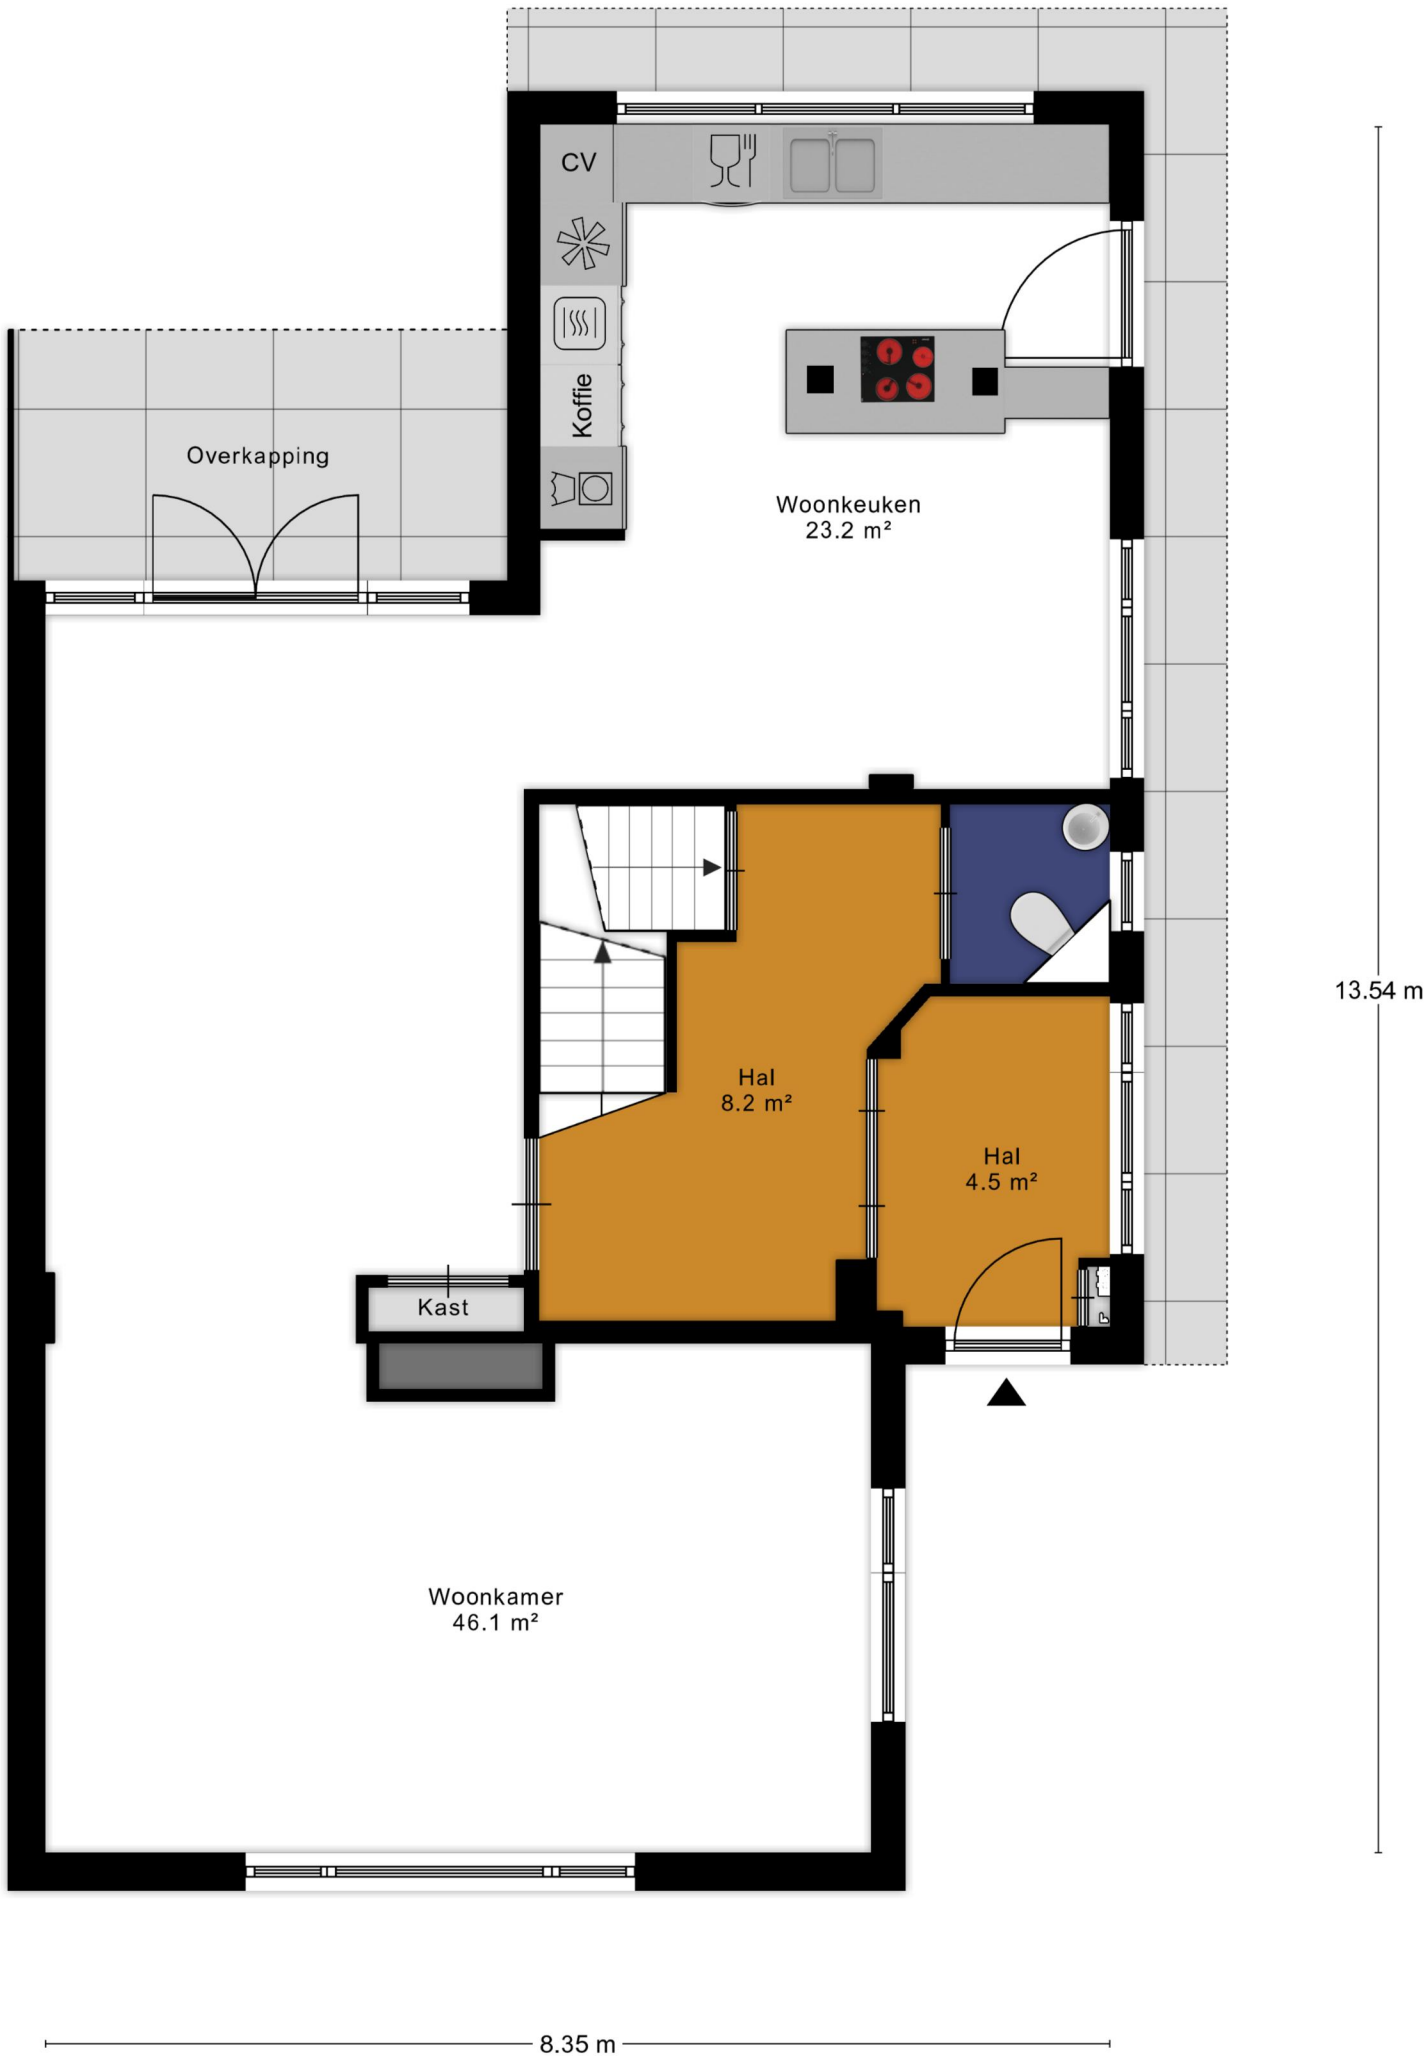 CV
Koffie
Overkapping
Woonkeuken
23.2 m²
13.54 m
Hal
8.2 m²
Hal
4.5 m²
Kast
Woonkamer
46.1 m²
8.35 m